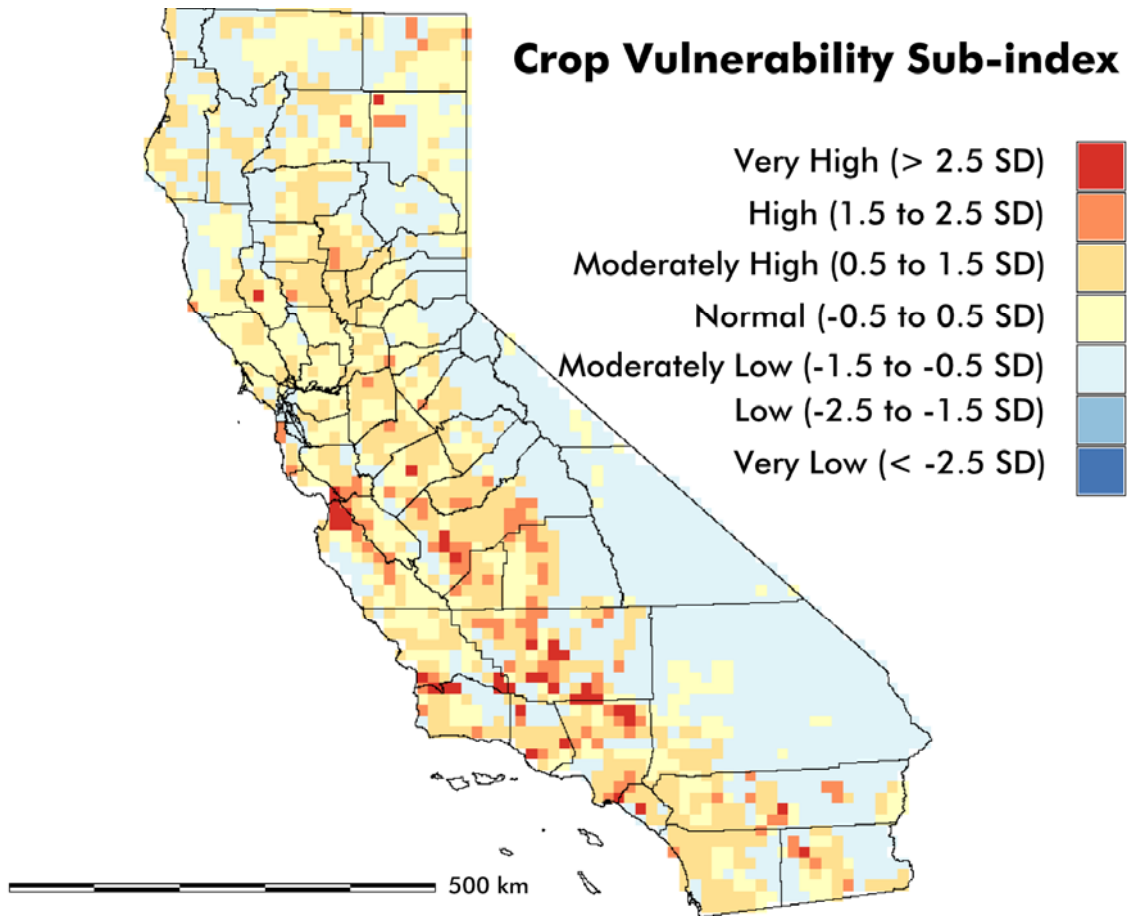 Crop Vulnerability Sub-index
Very High (> 2.5 SD)
High (1.5 to 2.5 SD)
Moderately High (0.5 to 1.5 SD)
Normal (-0.5 to 0.5 SD)
Moderately Low (-1.5 to -0.5 SD)
Low (-2.5 to -1.5 SD)
Very Low (< -2.5 SD)
500 km